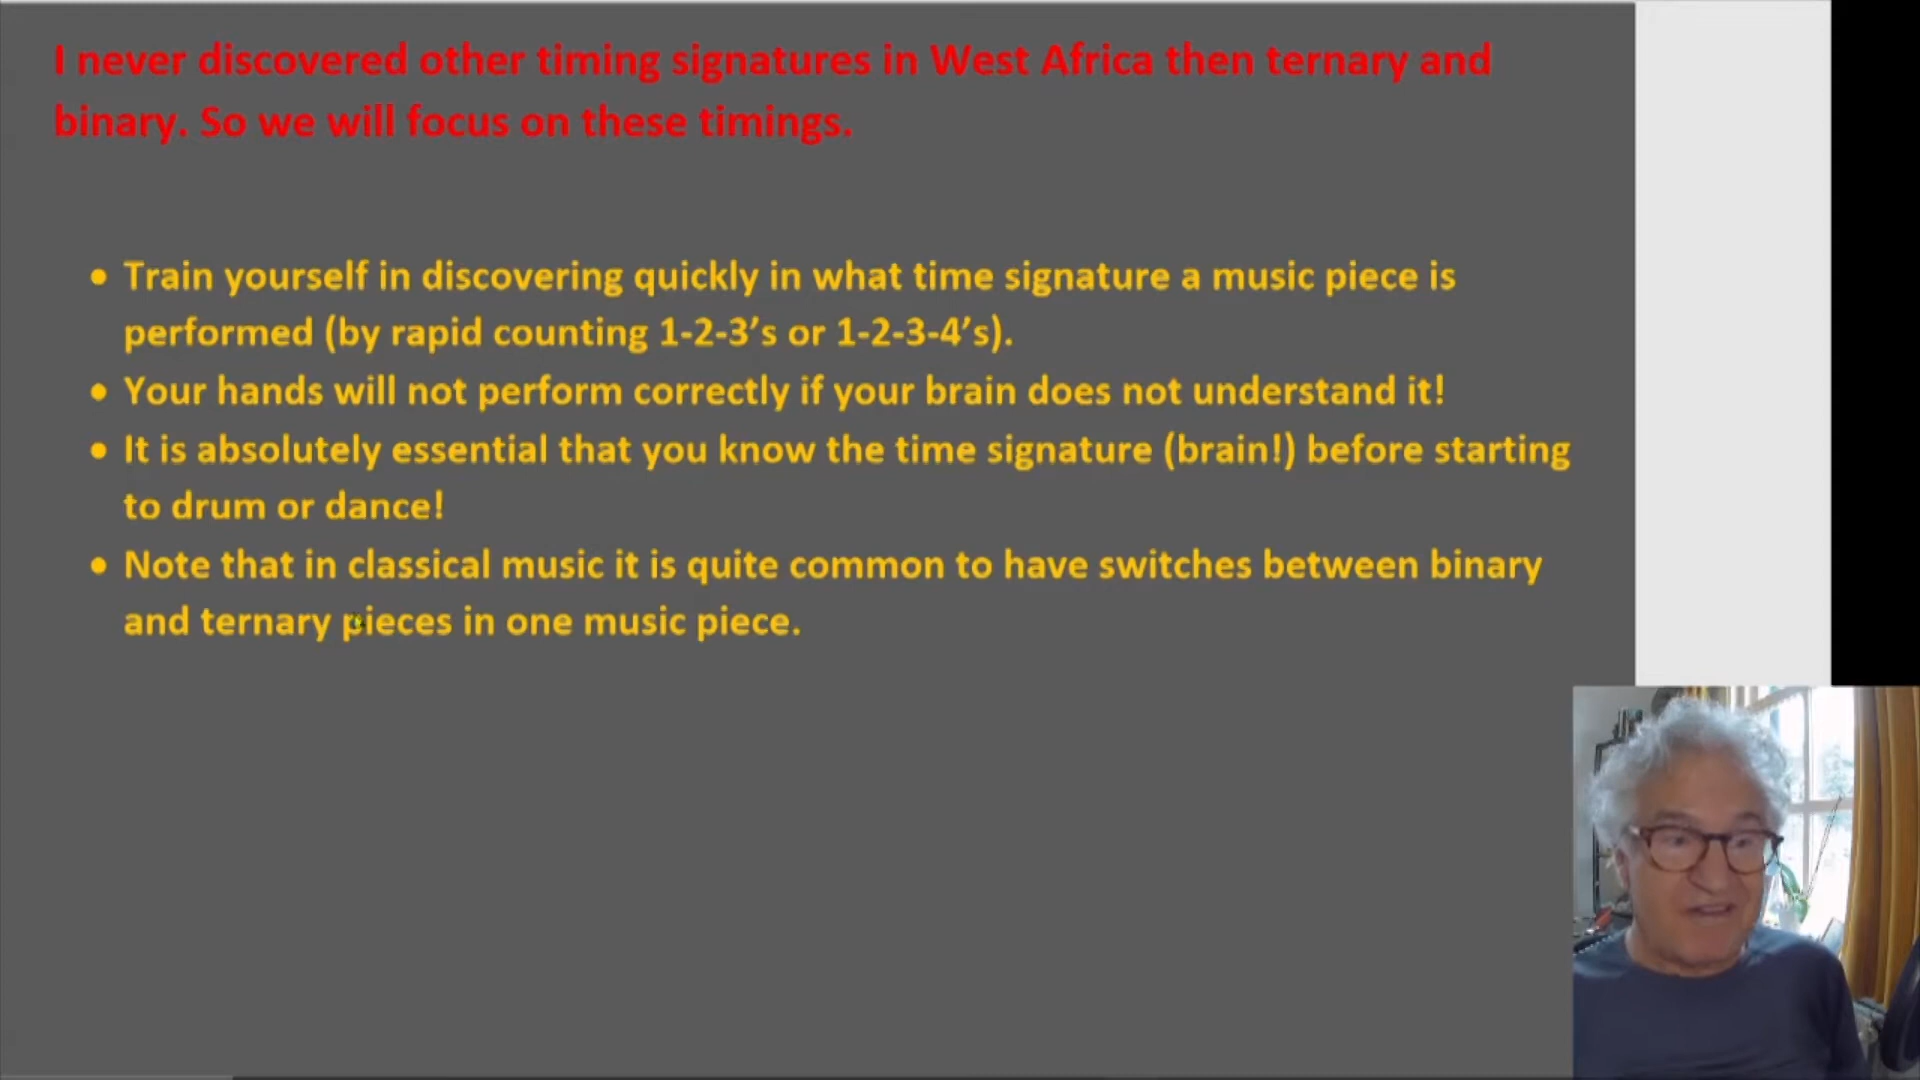 I never discovered other timing signatures in West Africa then ternary and
binary. So we will focus on these timings.
• Train yourself in discovering quickly in what time signature a music piece is
performed (by rapid counting 1-2-3’s or 1-2-3-4’s).
• Your hands will not perform correctly if your brain does not understand it!
• It is absolutely essential that you know the time signature (brain!) before starting
to drum or dance!
• Note that in classical music it is quite common to have switches between binary
and ternary pieces in one music piece.